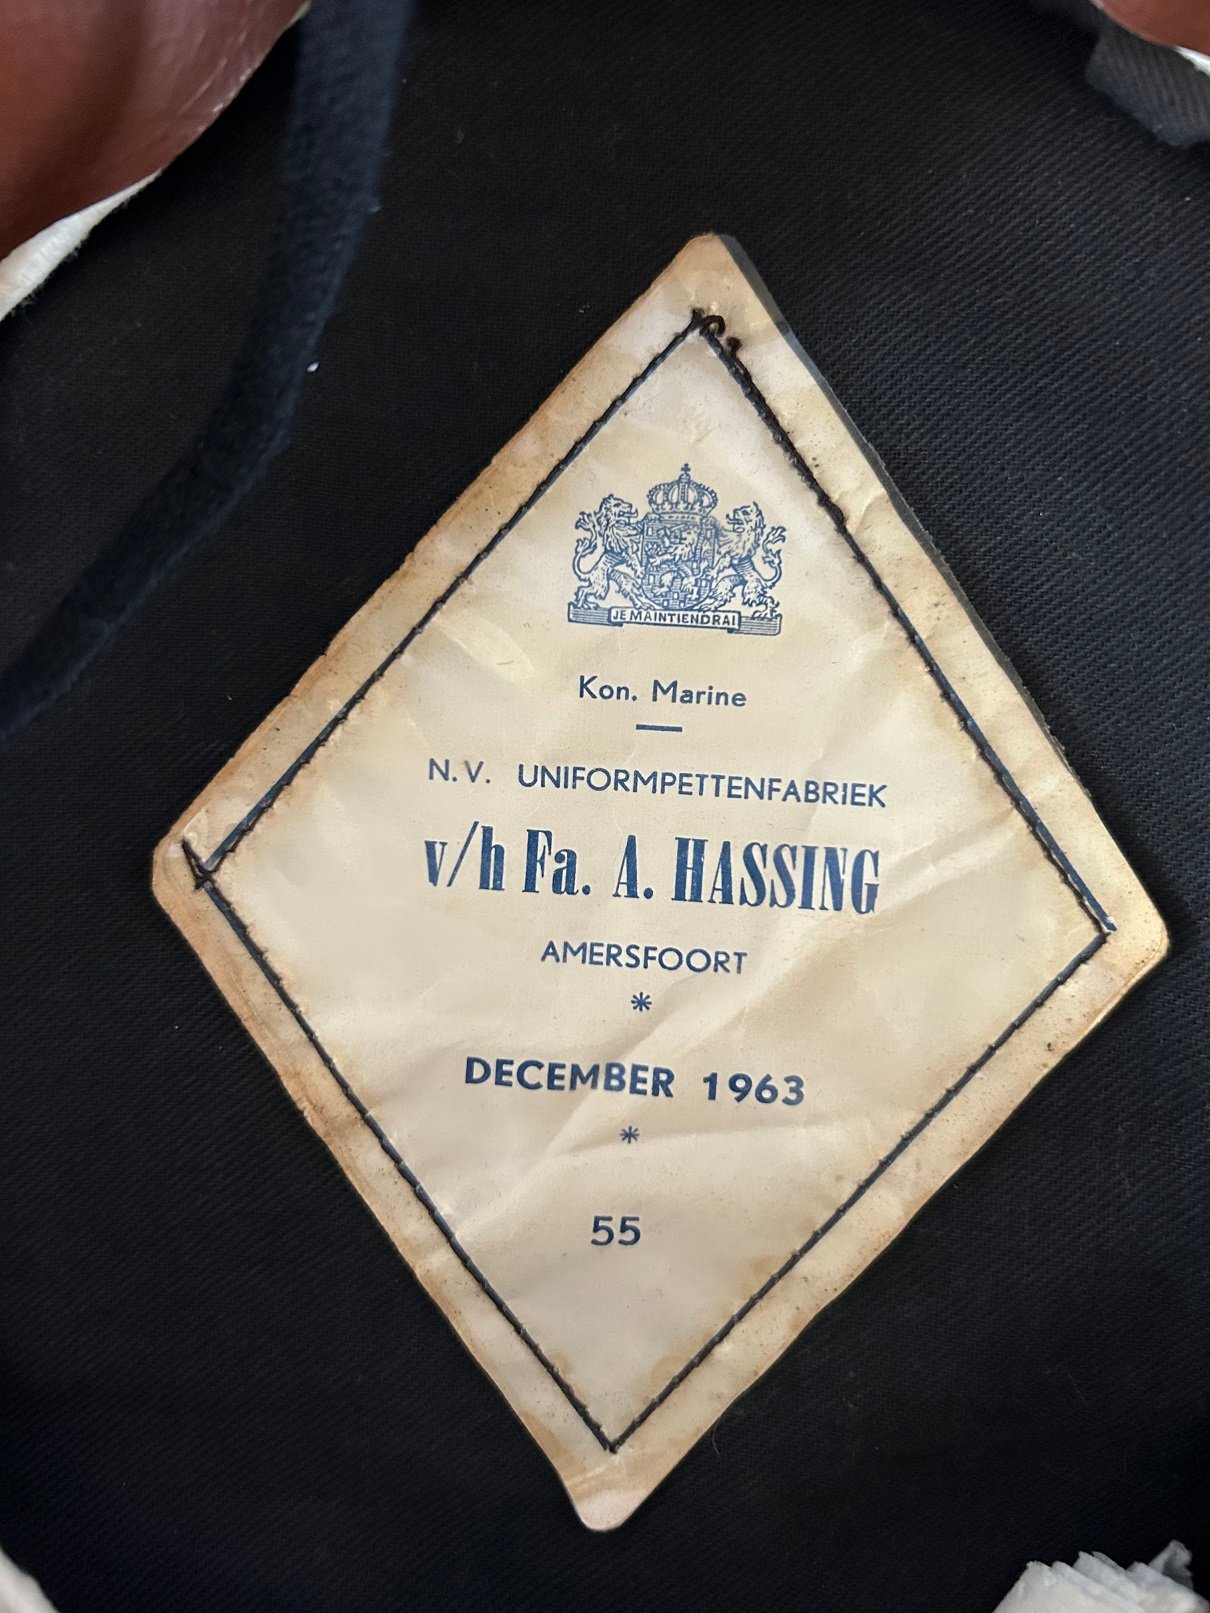 JE MAINTIENDRAI
Kon. Marine
N.V. UNIFORMPETTENFABRIEK
v/h Fa. A. HASSING
AMERSFOORT
*
DECEMBER 1963
*
55